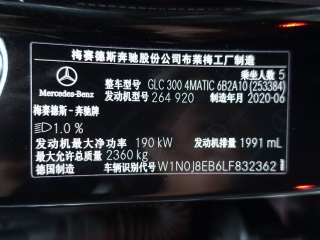 梅赛德斯奔驰股份公司布莱梅工厂制造
乘坐人数 5
Mercedes-Benz
整车型号 GLC 300 4MATIC 6B2A10 (253384)
发动机型号 264 920 制造年月 2020-06
梅赛德斯-奔驰牌
1.0 %
发动机最大净功率 190 kW 发动机排量 1991 mL
最大允许总质量 2360 kg
德国制造 车辆识别代号 W1N0J8EB6LF832362